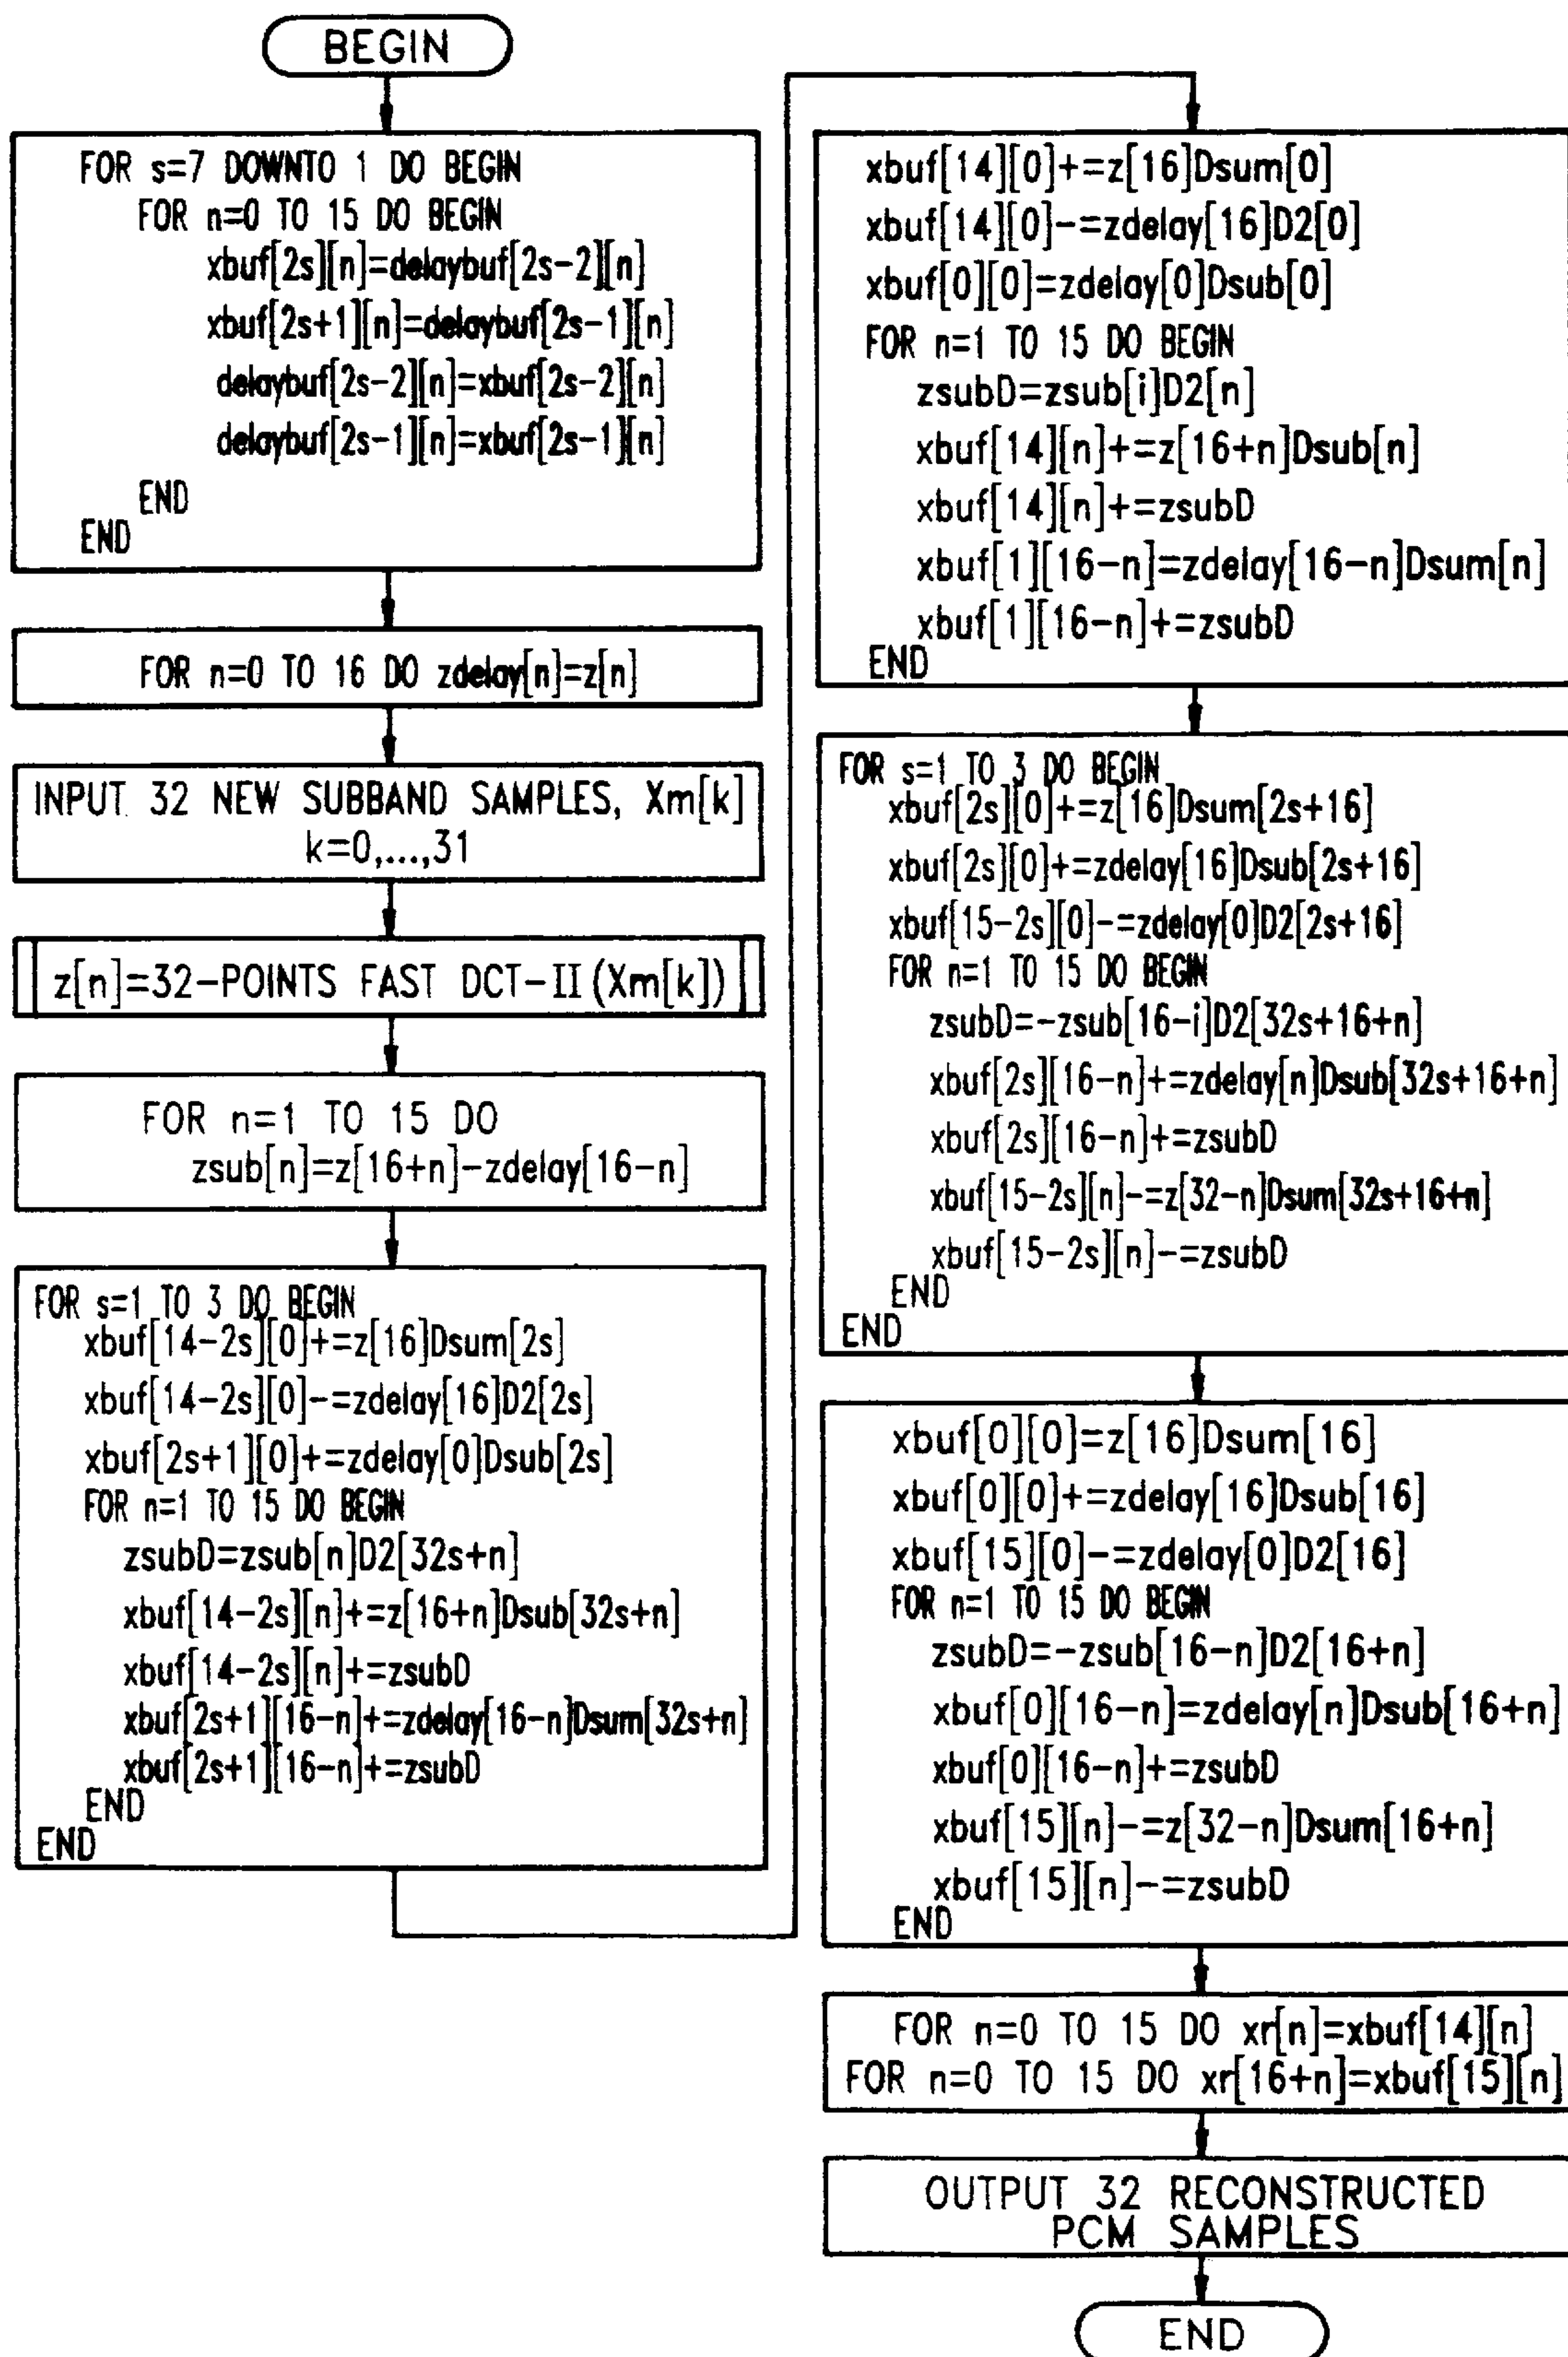 BEGIN
FOR s=7 DOWNTO 1 DO BEGIN
FOR n=0 TO 15 DO BEGIN
xbuf[2s][n]=delaybuf[2s-2][n]
xbuf[2s+1][n]=delaybuf[2s-1][n]
delaybuf[2s-2][n]=xbuf[2s-2][n]
delaybuf[2s-1][n]=xbuf[2s-1][n]
END
END
FOR n=0 TO 16 DO zdelay[n]=z[n]
INPUT 32 NEW SUBBAND SAMPLES, Xm[k]
k=0,...,31
z[n]=32-POINTS FAST DCT-II(Xm[k])
FOR n=1 TO 15 DO
zsub[n]=z[16+n]-zdelay[16-n]
FOR s=1 TO 3 DO BEGIN
xbuf[14-2s][0]+=z[16]Dsum[2s]
xbuf[14-2s][0]-=zdelay[16]D2[2s]
xbuf[2s+1][0]+=zdelay[0]Dsub[2s]
FOR n=1 TO 15 DO BEGIN
zsubD=zsub[n]D2[32s+n]
xbuf[14-2s][n]+=z[16+n]Dsub[32s+n]
xbuf[14-2s][n]+=zsubD
xbuf[2s+1][16-n]+=zdelay[16-n]Dsum[32s+n]
xbuf[2s+1][16-n]+=zsubD
END
END
xbuf[14][0]+=z[16]Dsum[0]
xbuf[14][0]-=zdelay[16]D2[0]
xbuf[0][0]=zdelay[0]Dsub[0]
FOR n=1 TO 15 DO BEGIN
zsubD=zsub[i]D2[n]
xbuf[14][n]+=z[16+n]Dsub[n]
xbuf[14][n]+=zsubD
xbuf[1][16-n]=zdelay[16-n]Dsum[n]
xbuf[1][16-n]+=zsubD
END
FOR s=1 TO 3 DO BEGIN
xbuf[2s][0]+=z[16]Dsum[2s+16]
xbuf[2s][0]+=zdelay[16]Dsub[2s+16]
xbuf[15-2s][0]-=zdelay[0]D2[2s+16]
FOR n=1 TO 15 DO BEGIN
zsubD=-zsub[16-i]D2[32s+16+n]
xbuf[2s][16-n]+=zdelay[n]Dsub[32s+16+n]
xbuf[2s][16-n]+=zsubD
xbuf[15-2s][n]-=z[32-n]Dsum[32s+16+n]
xbuf[15-2s][n]-=zsubD
END
END
xbuf[0][0]=z[16]Dsum[16]
xbuf[0][0]+=zdelay[16]Dsub[16]
xbuf[15][0]-=zdelay[0]D2[16]
FOR n=1 TO 15 DO BEGIN
zsubD=-zsub[16-n]D2[16+n]
xbuf[0][16-n]=zdelay[n]Dsub[16+n]
xbuf[0][16-n]+=zsubD
xbuf[15][n]-=z[32-n]Dsum[16+n]
xbuf[15][n]-=zsubD
END
FOR n=0 TO 15 DO xr[n]=xbuf[14][n]
FOR n=0 TO 15 DO xr[16+n]=xbuf[15][n]
OUTPUT 32 RECONSTRUCTED
PCM SAMPLES
END